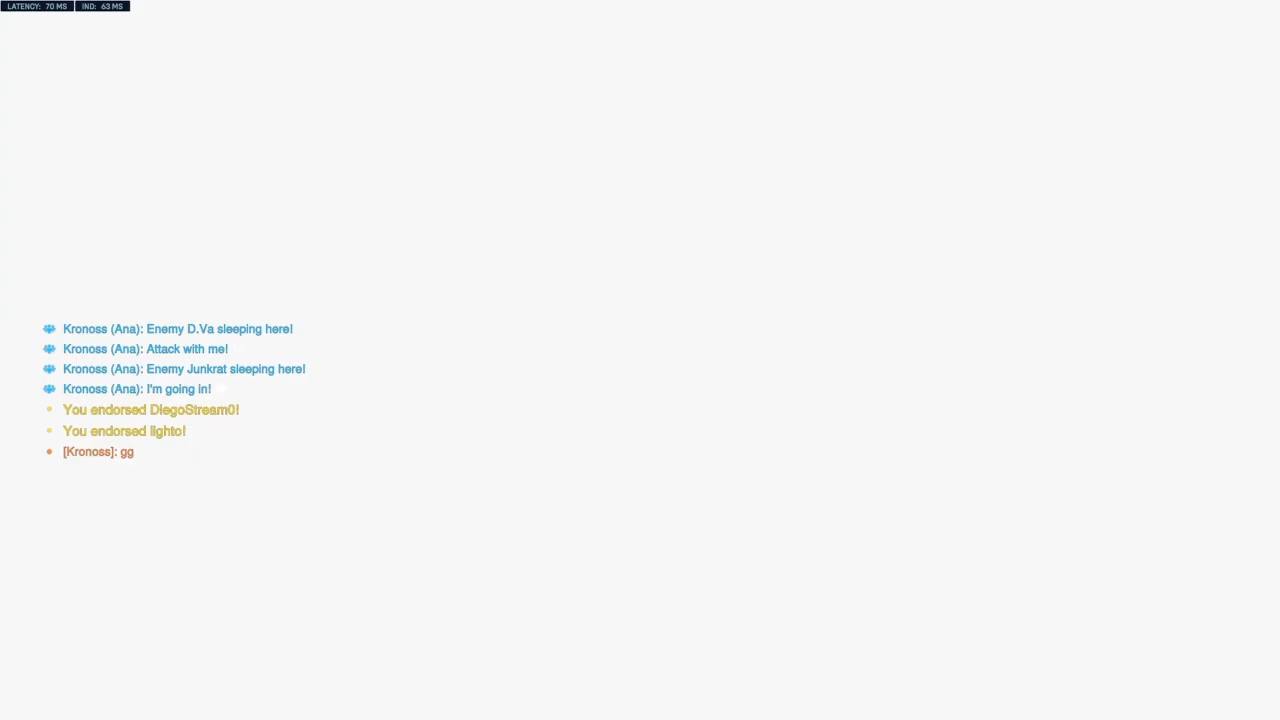 LATENCY: 70 MS IND: 63 MS
Kronoss (Ana): Enemy D.Va sleeping here!
Kronoss (Ana): Attack with me!
Kronoss (Ana): Enemy Junkrat sleeping here!
Kronoss (Ana): I'm going in!
You endorsed DiegoStream0!
You endorsed lighto!
[Kronoss]: gg